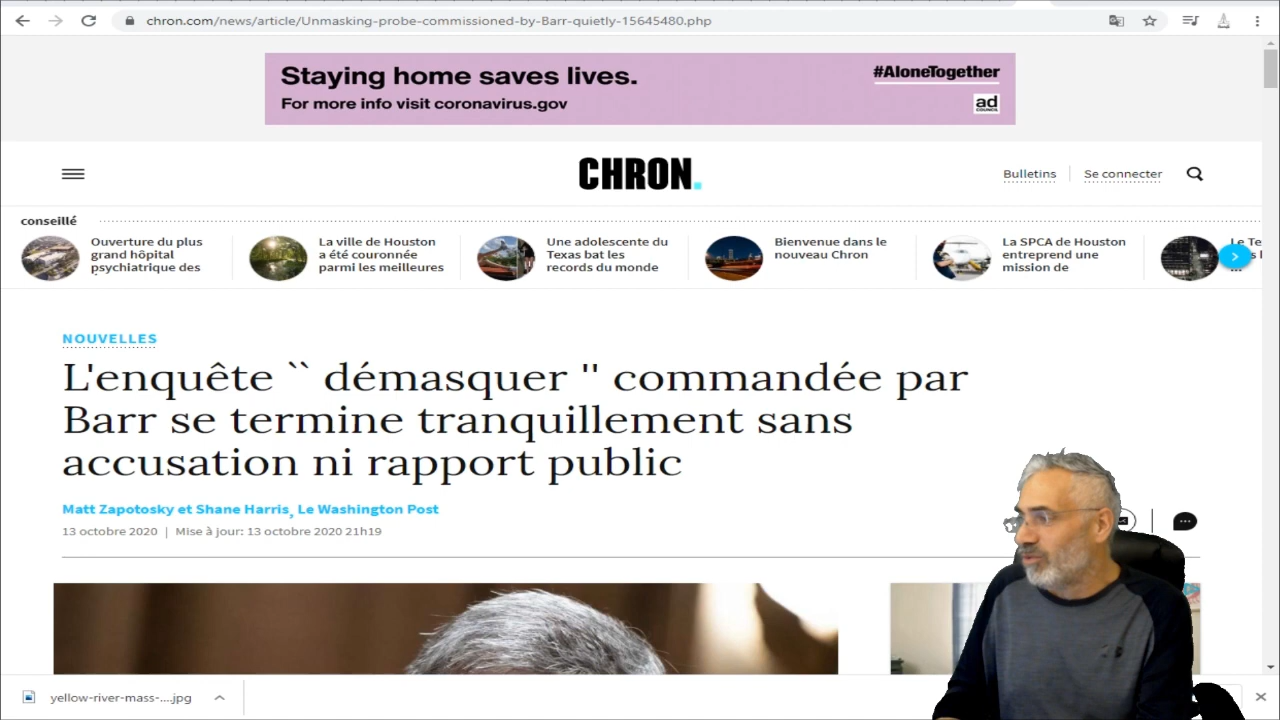 chron.com/news/article/Unmasking-probe-commissioned-by-Barr-quietly-15645480.php
Staying home saves lives.
For more info visit coronavirus.gov
#AloneTogether
ad
COUNCIL
CHRON.
Bulletins
Se connecter
conseillé
Ouverture du plus
grand hôpital
psychiatrique des
La ville de Houston
a été couronnée
parmi les meilleures
Une adolescente du
Texas bat les
records du monde
Bienvenue dans le
nouveau Chron
La SPCA de Houston
entreprend une
mission de
Le Te
...
NOUVELLES
L'enquête `` démasquer '' commandée par
Barr se termine tranquillement sans
accusation ni rapport public
Matt Zapotosky et Shane Harris, Le Washington Post
13 octobre 2020 | Mise à jour: 13 octobre 2020 21h19
yellow-river-mass-....jpg